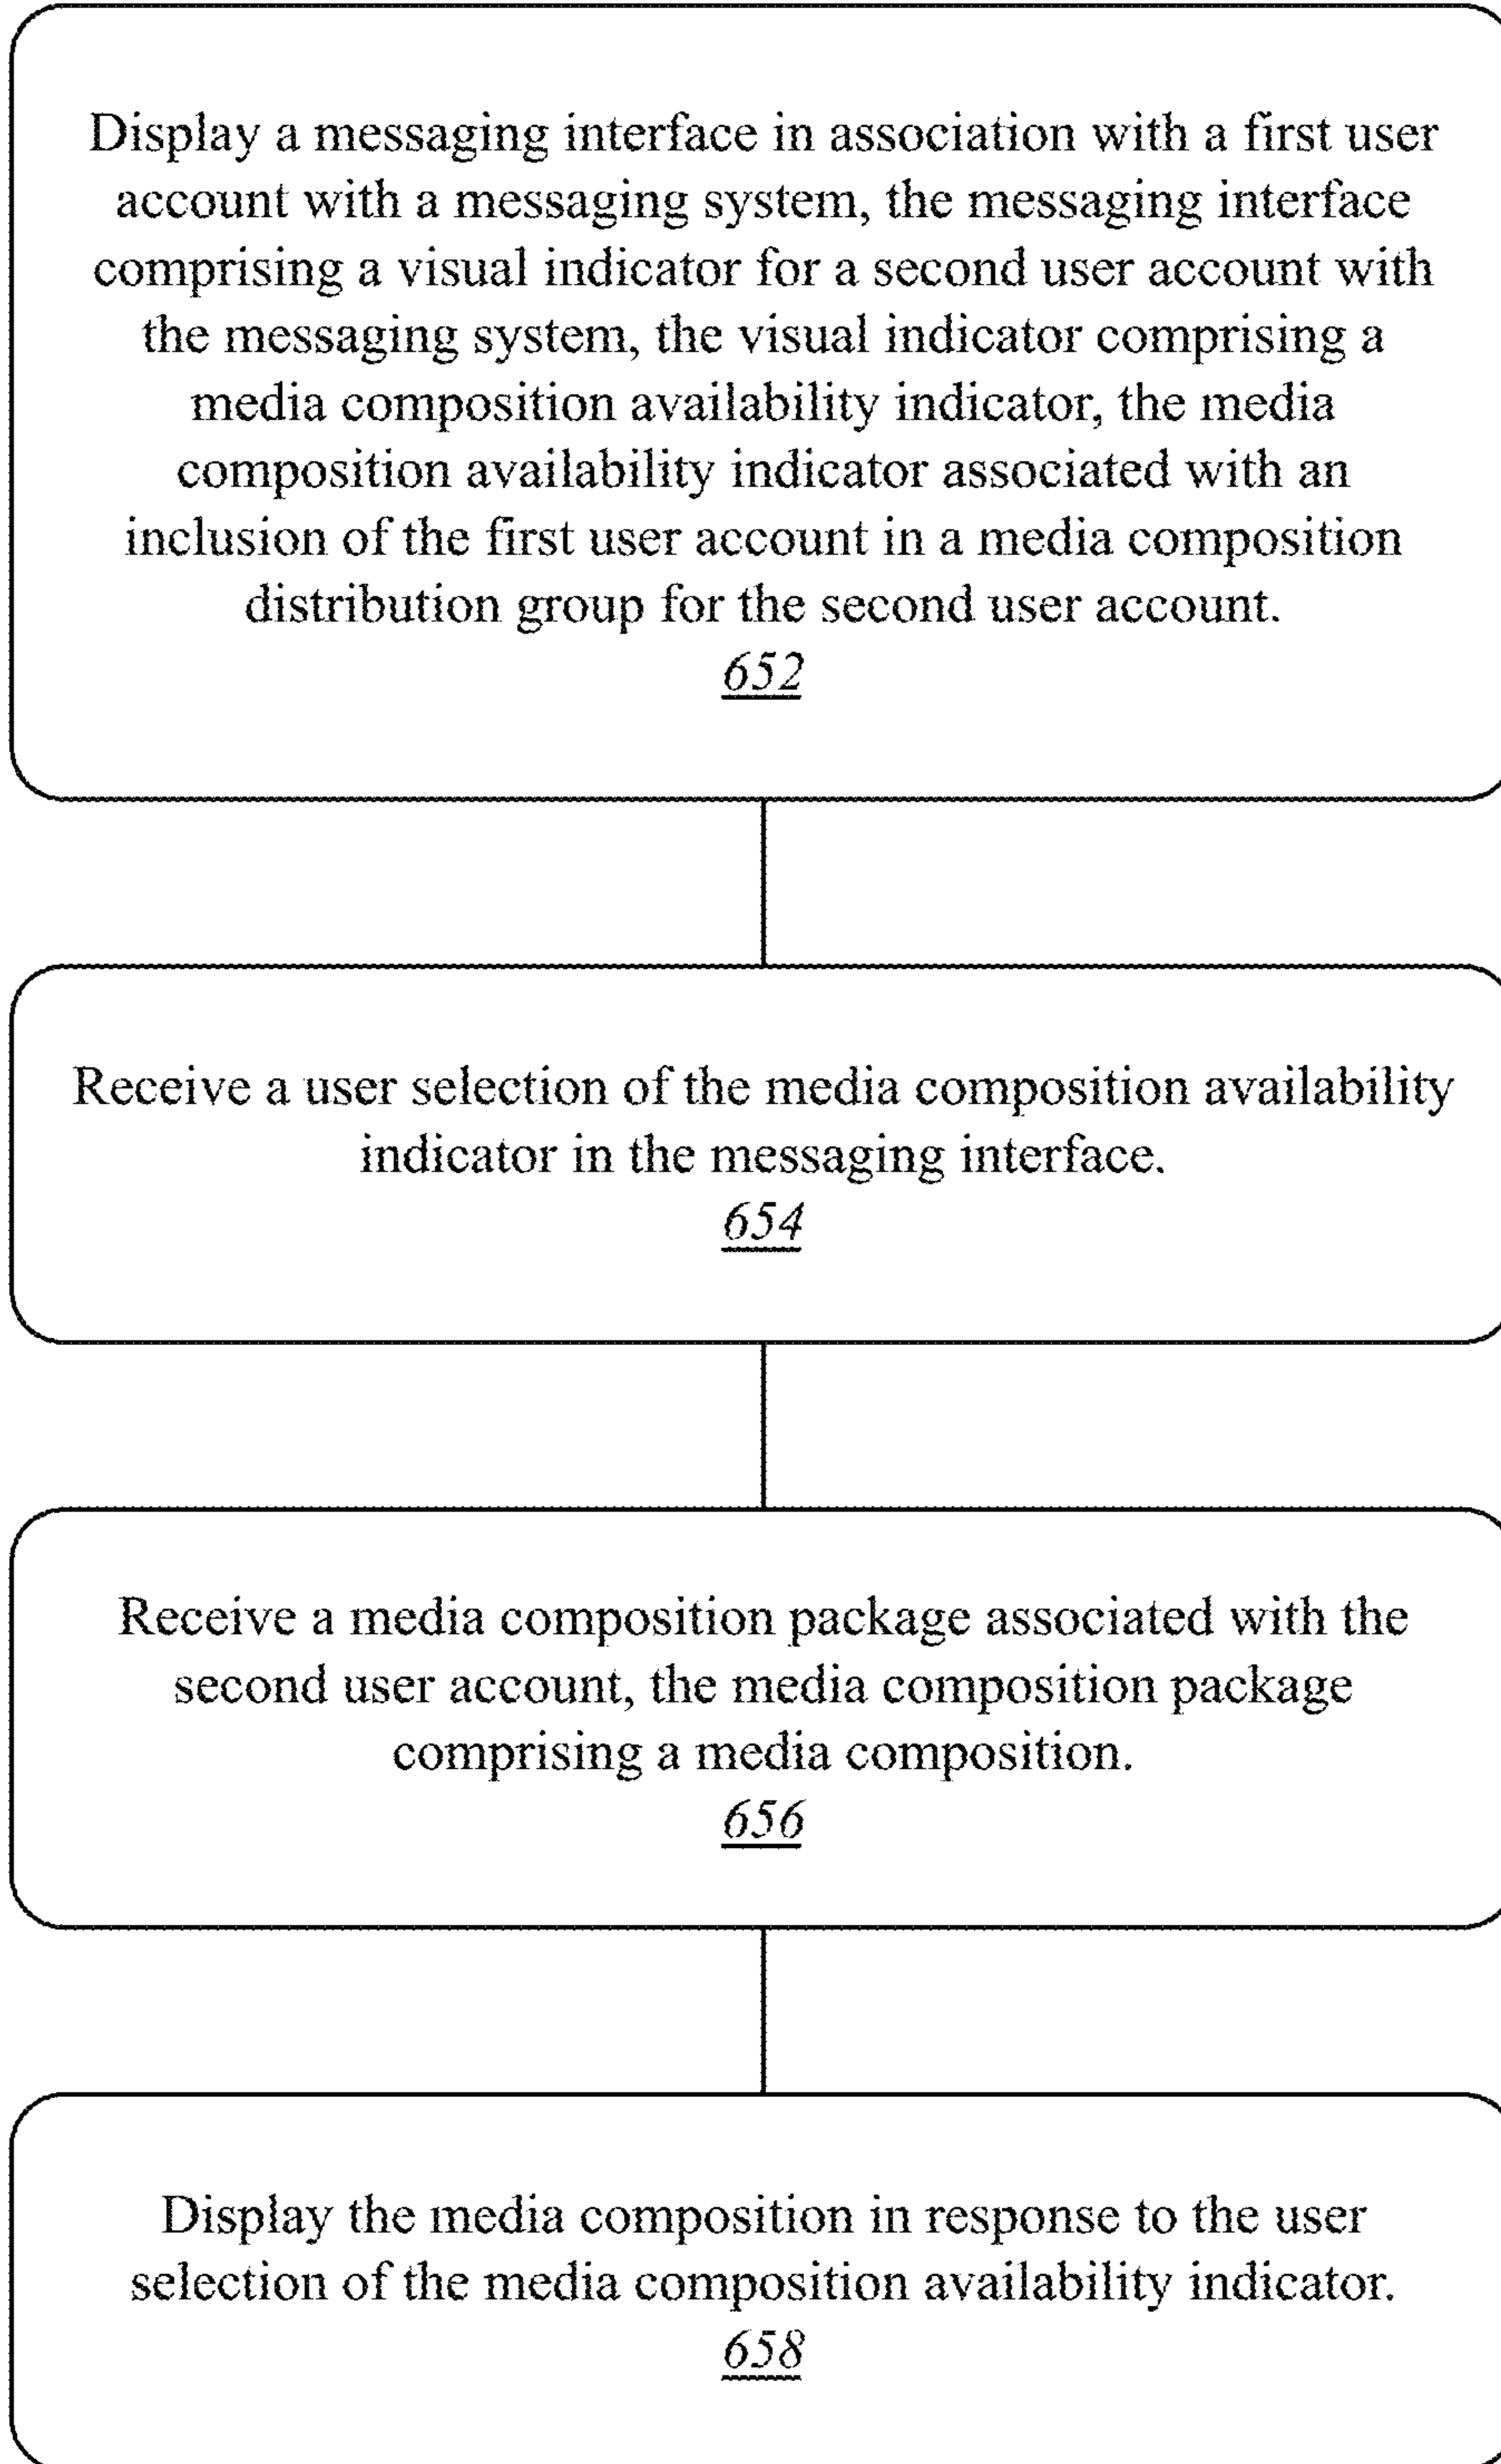 Display a messaging interface in association with a first user
account with a messaging system, the messaging interface
comprising a visual indicator for a second user account with
the messaging system, the visual indicator comprising a
media composition availability indicator, the media
composition availability indicator associated with an
inclusion of the first user account in a media composition
distribution group for the second user account.
652
Receive a user selection of the media composition availability
indicator in the messaging interface.
654
Receive a media composition package associated with the
second user account, the media composition package
comprising a media composition.
656
Display the media composition in response to the user
selection of the media composition availability indicator.
658